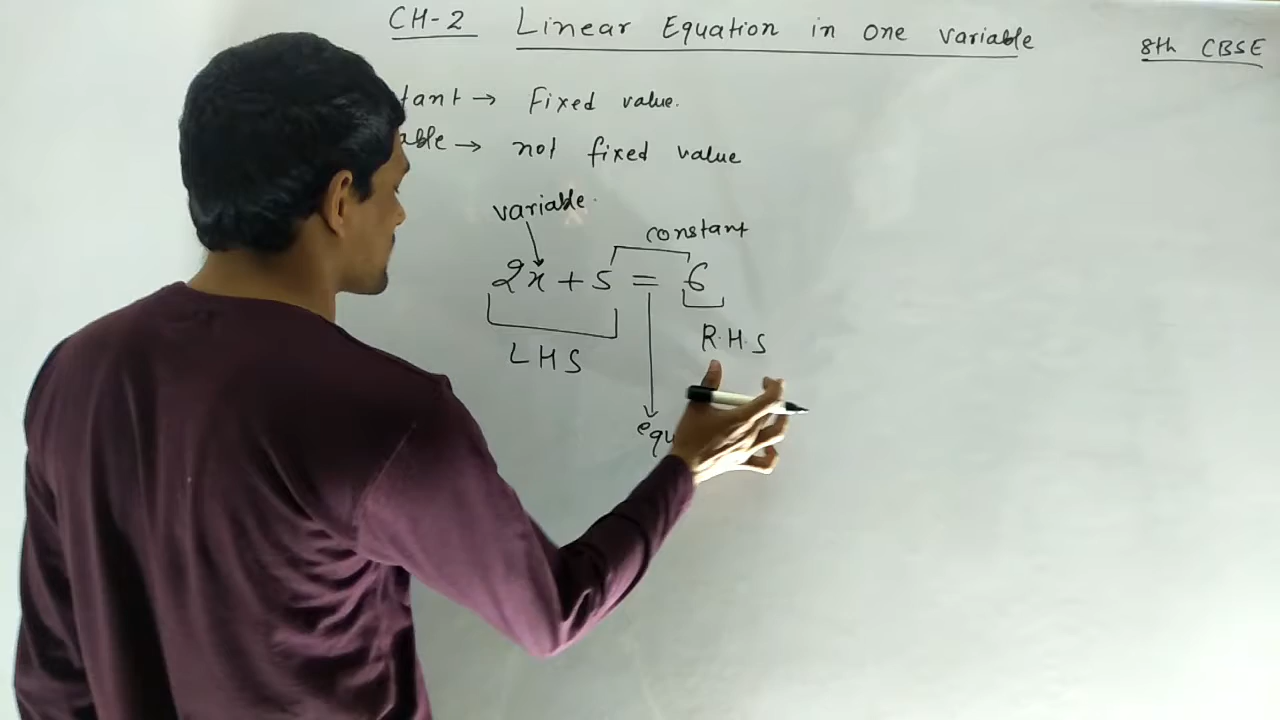 CH-2 Linear Equation in one variable 8th CBSE
tant → Fixed value.
able → not fixed value
variable.
constant
2x + 5 = 6
R.H.S
LHS
equ